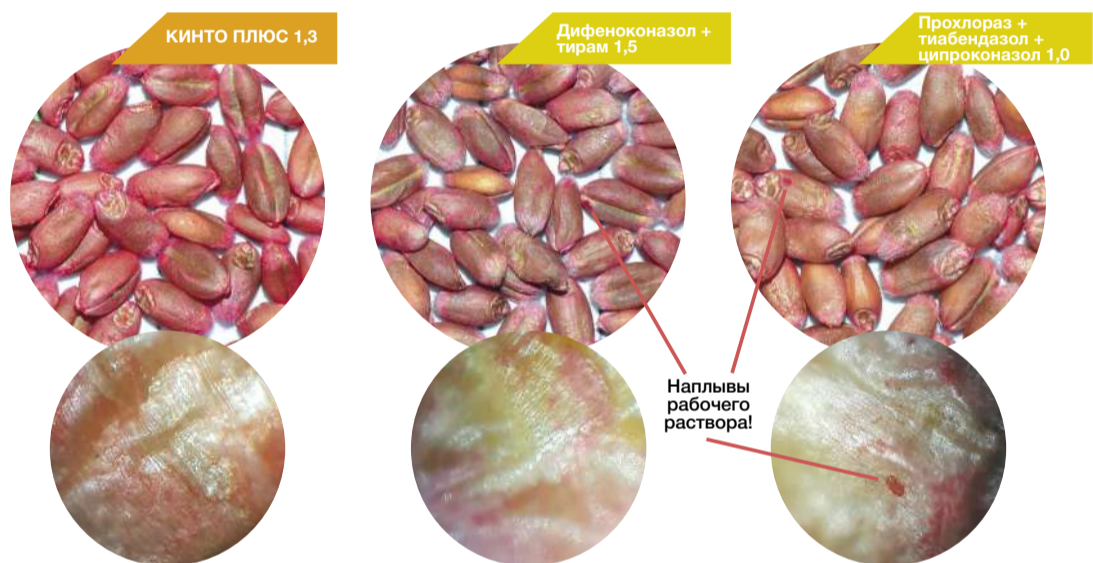 КИНТО ПЛЮС 1,3
Дифеноконазол +
тирам 1,5
Прохлораз +
тиабендазол +
ципроконазол 1,0
Наплывы
рабочего
раствора!